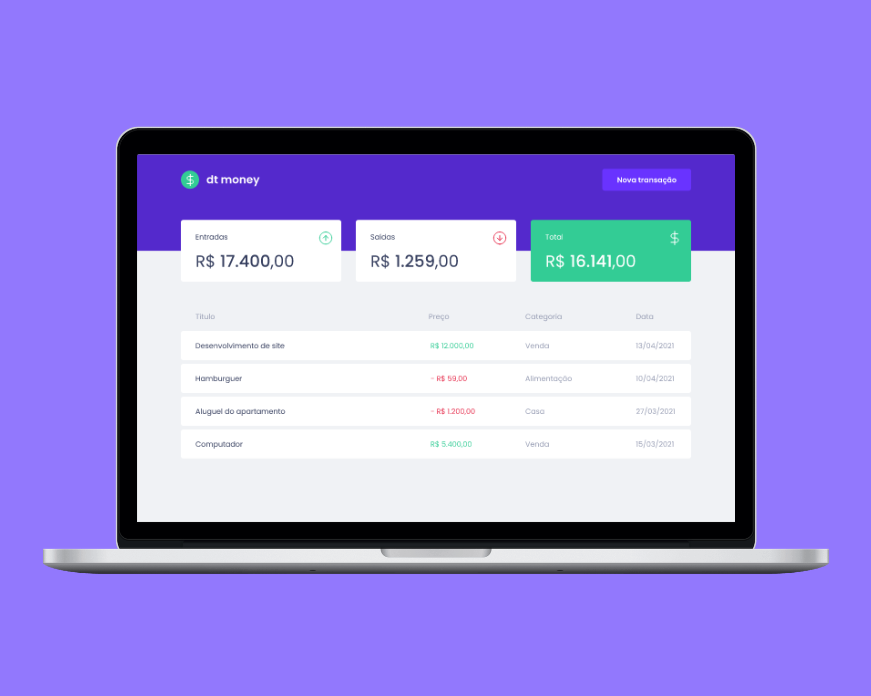 dt money
Nova transação
Entradas
R$ 17.400,00
Saídas
R$ 1.259,00
Total
R$ 16.141,00
Título Preço Categoria Data
Desenvolvimento de site R$ 12.000,00 Venda 13/04/2021
Hamburguer - R$ 59,00 Alimentação 10/04/2021
Aluguel do apartamento - R$ 1.200,00 Casa 27/03/2021
Computador R$ 5.400,00 Venda 15/03/2021